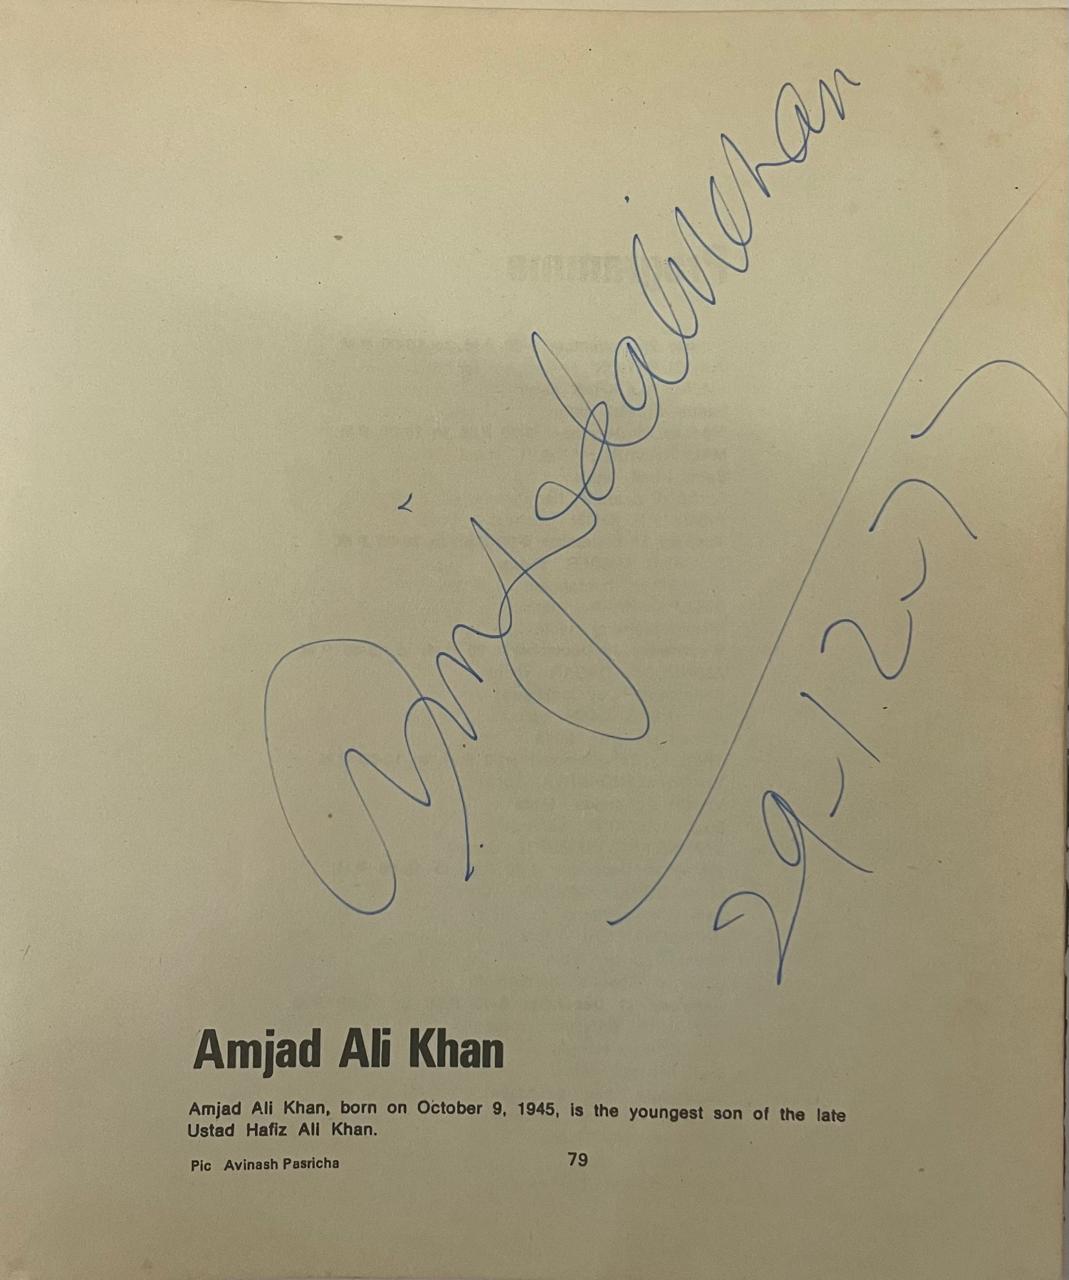 Amjad Ali Khan
29-12-77
Amjad Ali Khan
Amjad Ali Khan, born on October 9, 1945, is the youngest son of the late
Ustad Hafiz Ali Khan.
Pic Avinash Pasricha
79